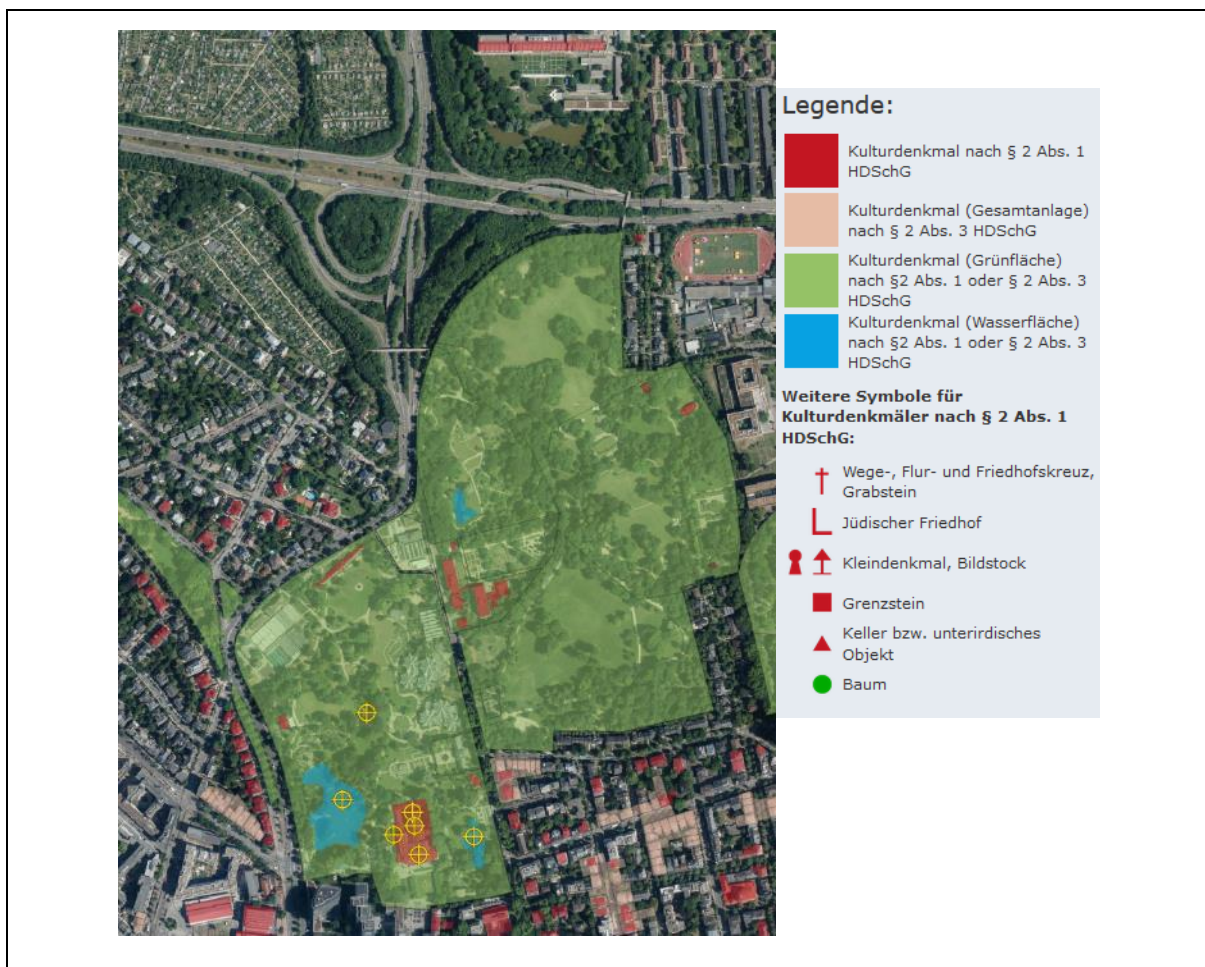 Legende:
Kulturdenkmal nach § 2 Abs. 1
HDSchG
Kulturdenkmal (Gesamtanlage)
nach § 2 Abs. 3 HDSchG
Kulturdenkmal (Grünfläche)
nach §2 Abs. 1 oder § 2 Abs. 3
HDSchG
Kulturdenkmal (Wasserfläche)
nach §2 Abs. 1 oder § 2 Abs. 3
HDSchG
Weitere Symbole für
Kulturdenkmäler nach § 2 Abs. 1
HDSchG:
Wege-, Flur- und Friedhofskreuz,
Grabstein
Jüdischer Friedhof
Kleindenkmal, Bildstock
Grenzstein
Keller bzw. unterirdisches
Objekt
Baum